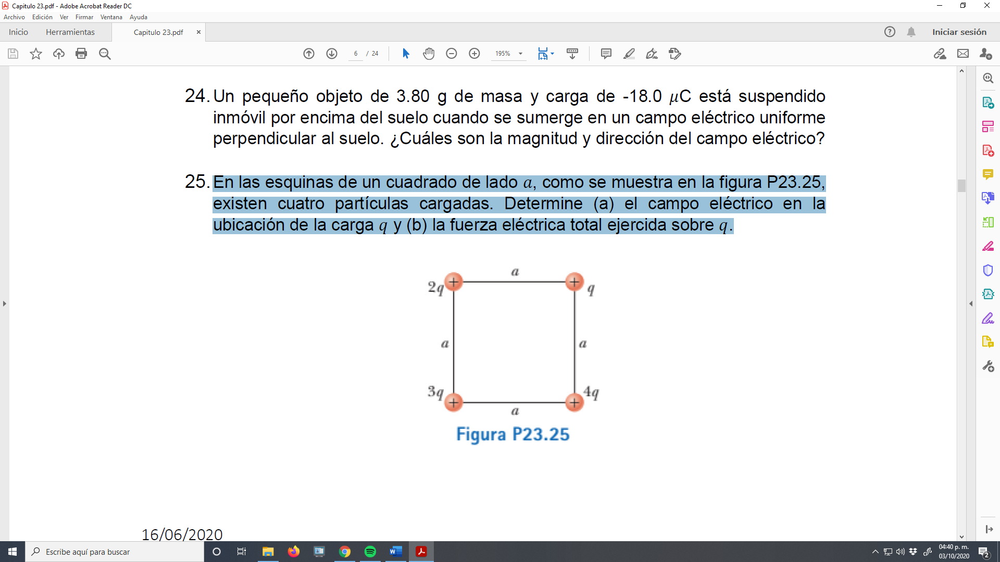 Capitulo 23.pdf - Adobe Acrobat Reader DC
Archivo Edición Ver Firmar Ventana Ayuda
Inicio Herramientas Capitulo 23.pdf × Iniciar sesión
6 / 24 195%
24. Un pequeño objeto de 3.80 g de masa y carga de -18.0 μC está suspendido
inmóvil por encima del suelo cuando se sumerge en un campo eléctrico uniforme
perpendicular al suelo. ¿Cuáles son la magnitud y dirección del campo eléctrico?
25. En las esquinas de un cuadrado de lado a, como se muestra en la figura P23.25,
existen cuatro partículas cargadas. Determine (a) el campo eléctrico en la
ubicación de la carga q y (b) la fuerza eléctrica total ejercida sobre q.
a
2q + + q
a a
3q + + 4q
a
Figura P23.25
16/06/2020
Escribe aquí para buscar
04:40 p. m.
03/10/2020
2